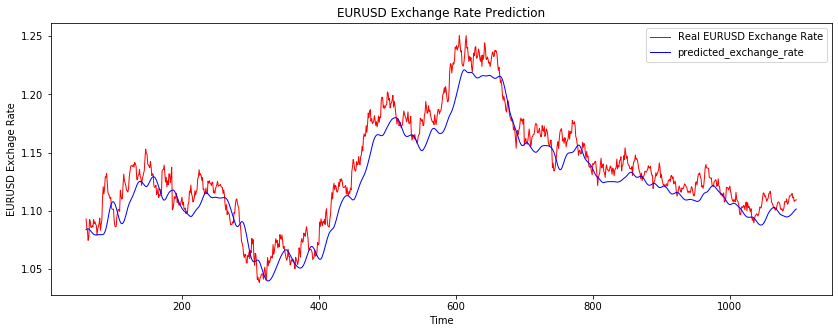 EURUSD Exchange Rate Prediction
Real EURUSD Exchange Rate
predicted_exchange_rate
EURUSD Exchage Rate
1.25
1.20
1.15
1.10
1.05
200
400
600
800
1000
Time